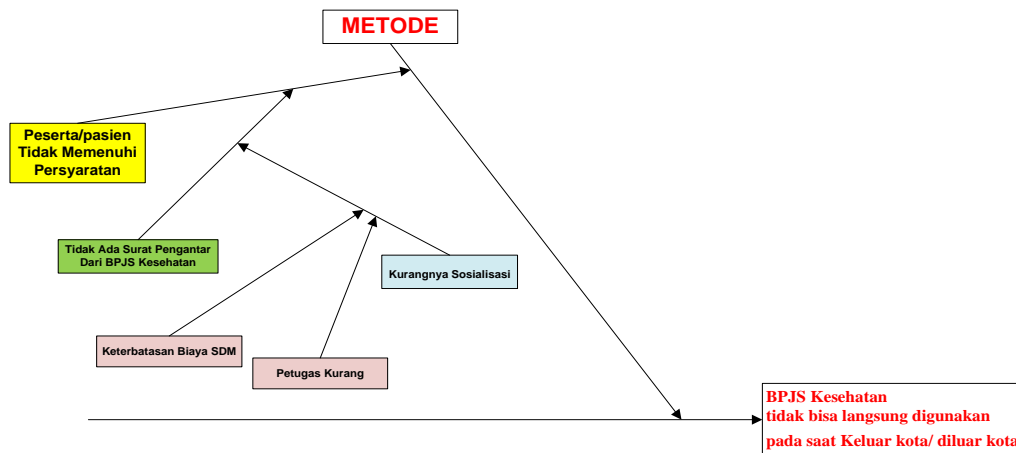 METODE
Peserta/pasien
Tidak Memenuhi
Persyaratan
Tidak Ada Surat Pengantar
Dari BPJS Kesehatan
Kurangnya Sosialisasi
Keterbatasan Biaya SDM
Petugas Kurang
BPJS Kesehatan
tidak bisa langsung digunakan
pada saat Keluar kota/ diluar kota